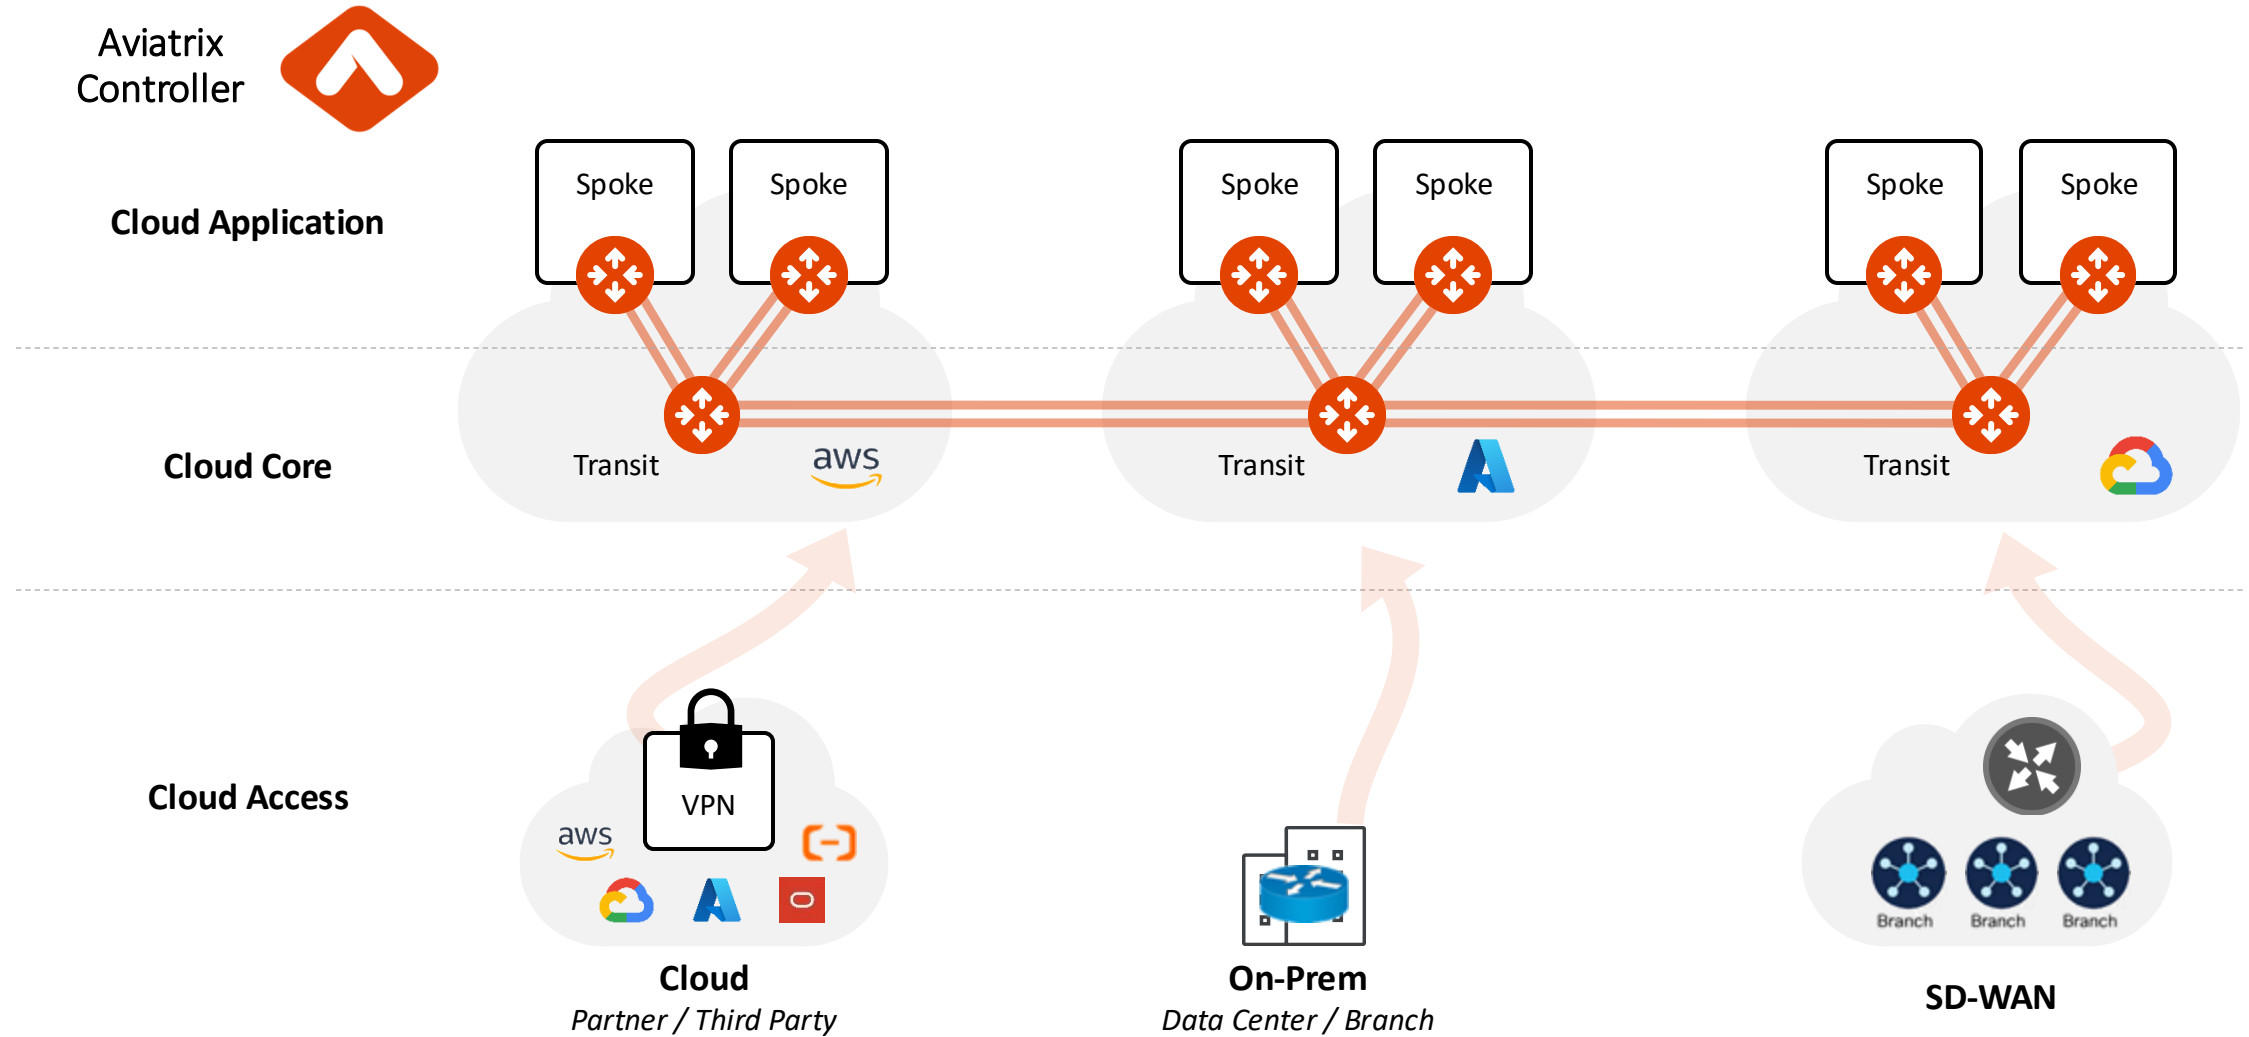 Aviatrix
Controller
Spoke
Spoke
Spoke
Spoke
Spoke
Spoke
Cloud Application
Cloud Core
Transit
aws
Transit
Transit
Cloud Access
VPN
aws
Branch
Branch
Branch
Cloud
Partner / Third Party
On-Prem
Data Center / Branch
SD-WAN